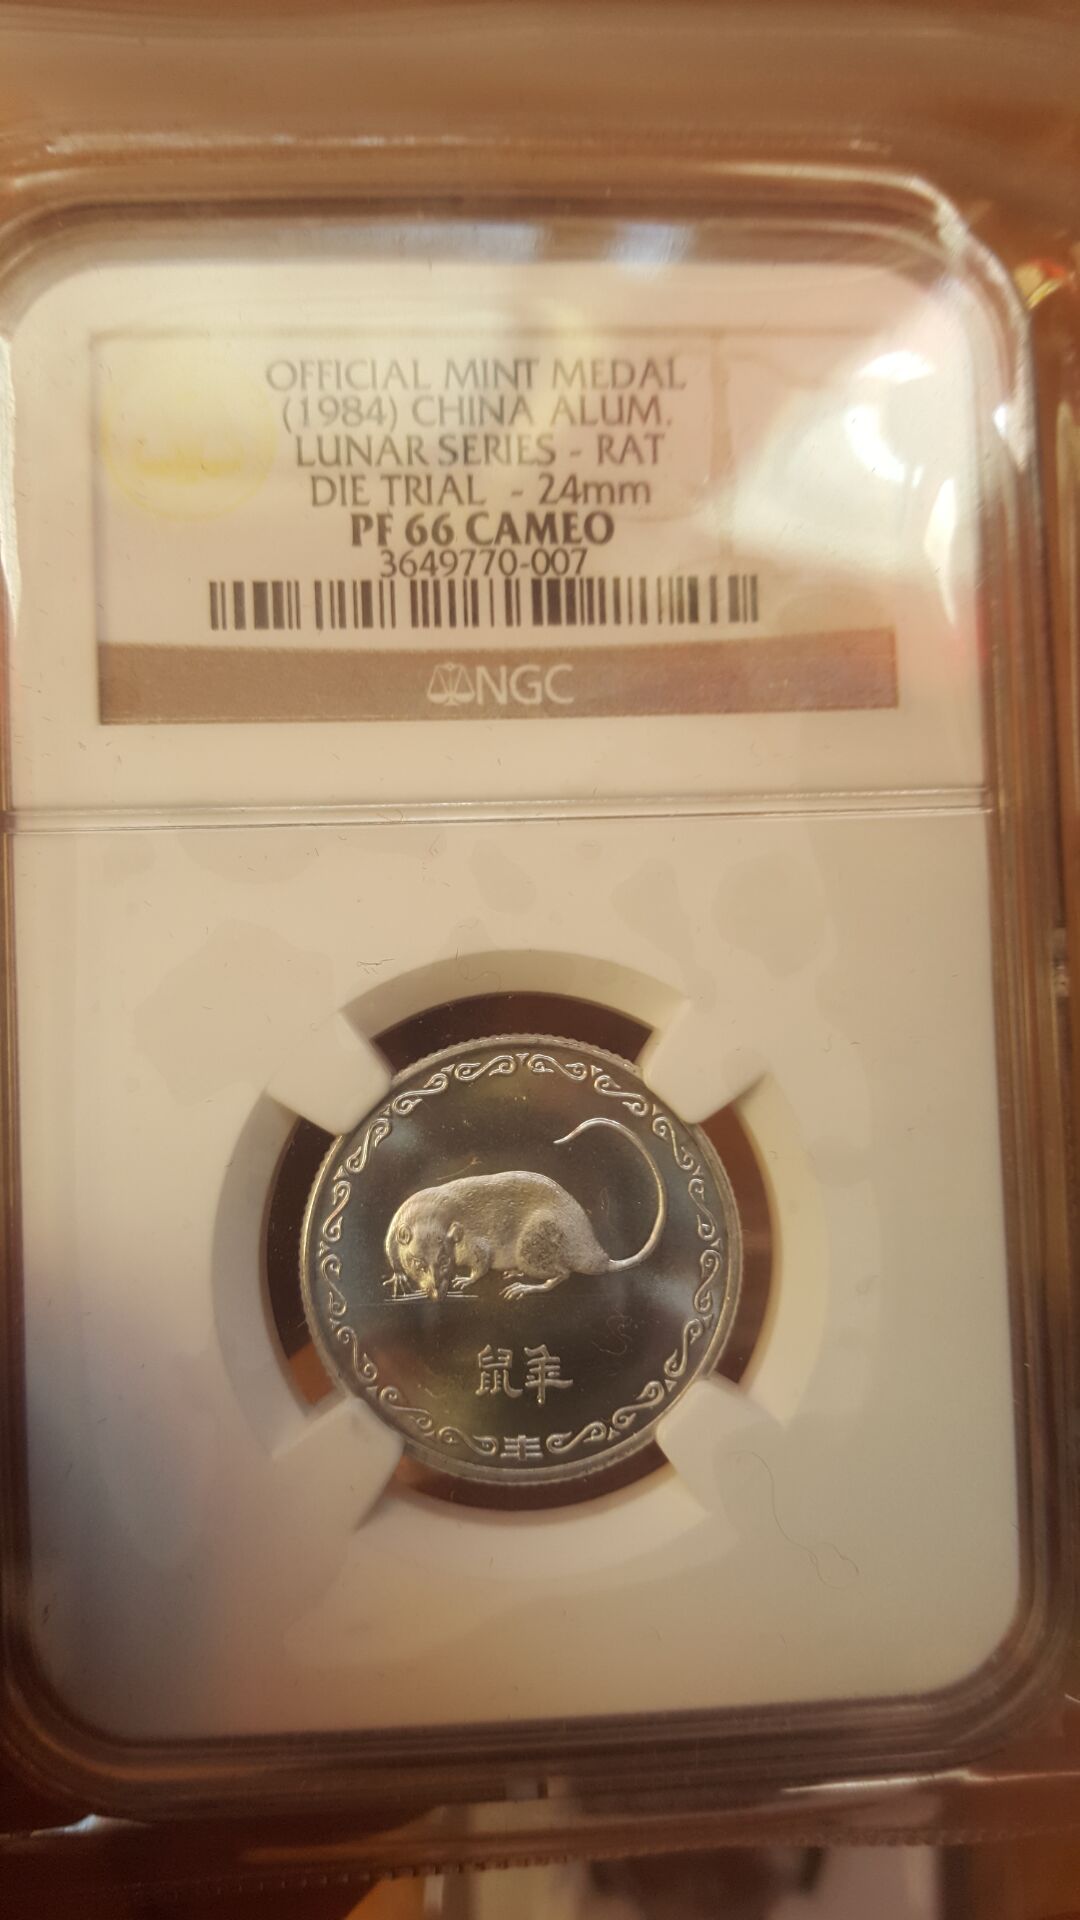 OFFICIAL MINT MEDAL
(1984) CHINA ALUM.
LUNAR SERIES - RAT
DIE TRIAL - 24mm
PF 66 CAMEO
3649770-007
NGC
鼠年